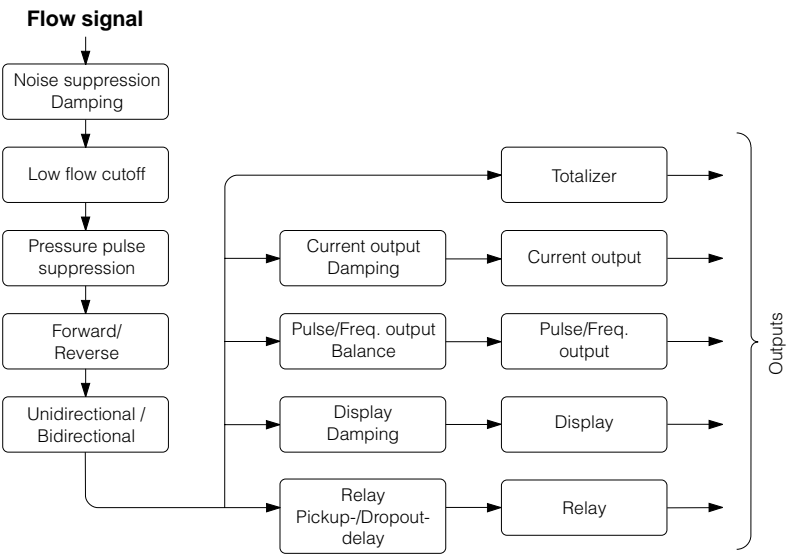 Flow signal
Noise suppression
Damping
Low flow cutoff
Pressure pulse
suppression
Forward/
Reverse
Unidirectional /
Bidirectional
Totalizer
Current output
Damping
Current output
Pulse/Freq. output
Balance
Pulse/Freq.
output
Display
Damping
Display
Relay
Pickup-/Dropout-
delay
Relay
Outputs